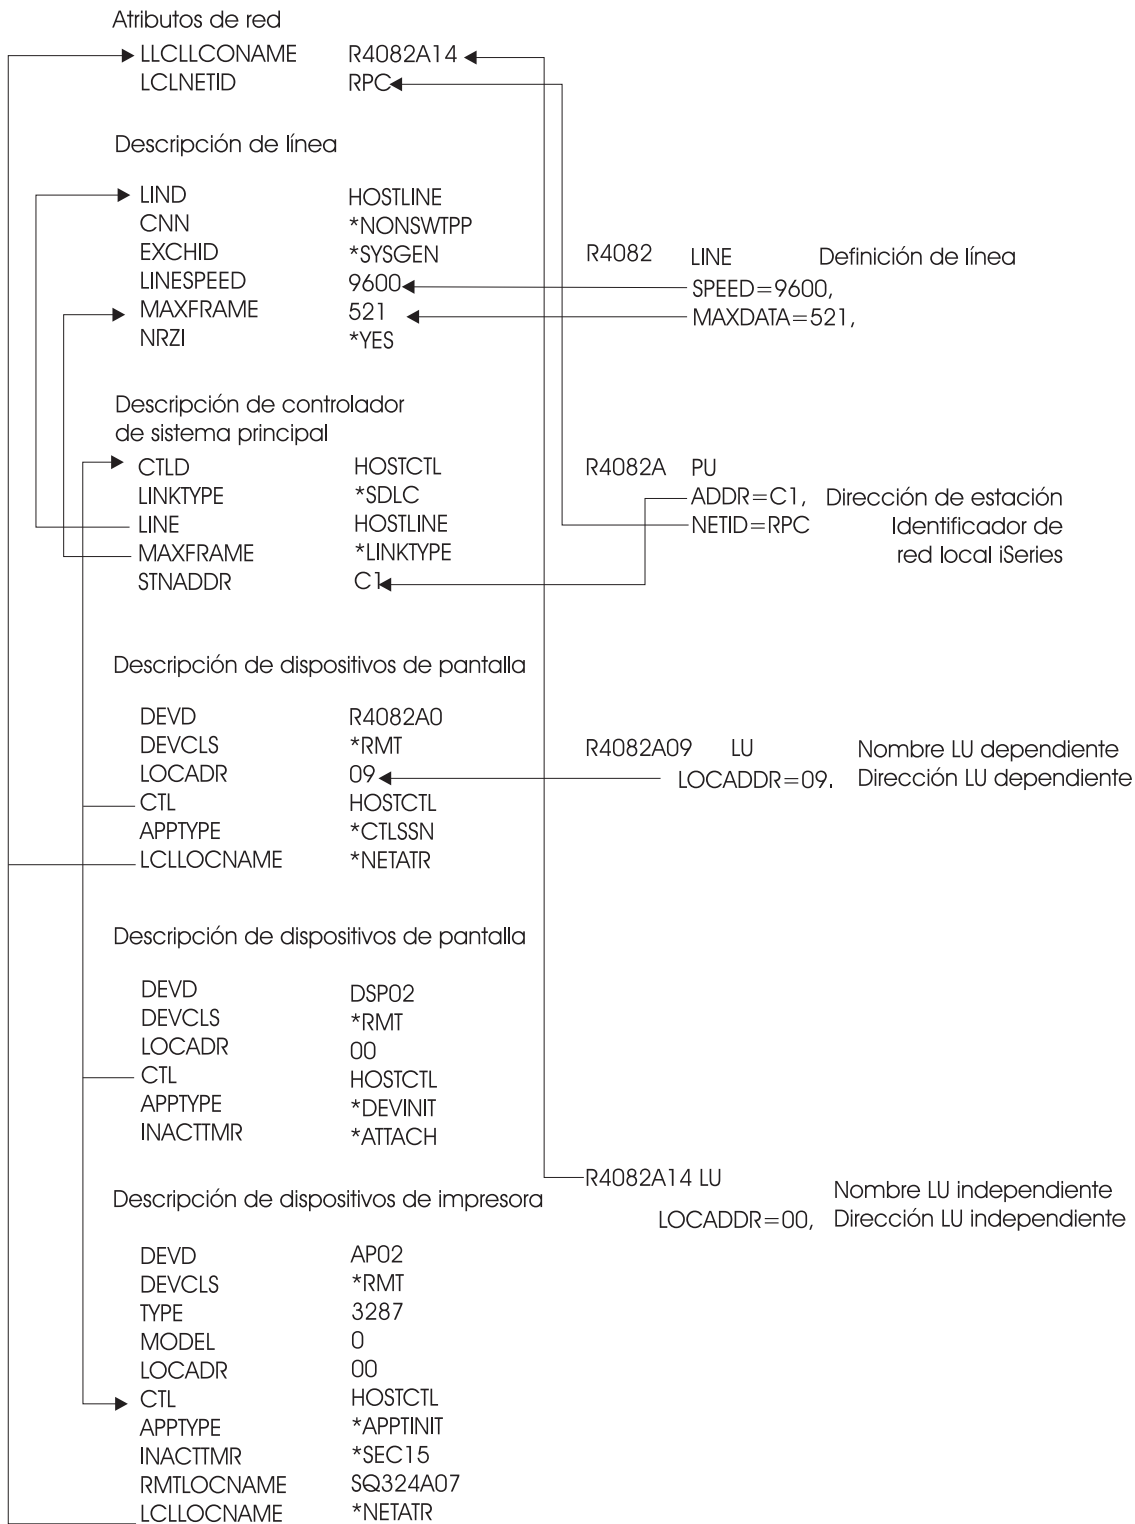 Atributos de red
LLCLLCONAME R4082A14
LCLNETID RPC
Descripción de línea
LIND HOSTLINE
CNN *NONSWTPP
EXCHID *SYSGEN
LINESPEED 9600
MAXFRAME 521
NRZI *YES
R4082 LINE Definición de línea
SPEED=9600,
MAXDATA=521,
Descripción de controlador
de sistema principal
CTLD HOSTCTL
LINKTYPE *SDLC
LINE HOSTLINE
MAXFRAME *LINKTYPE
STNADDR C1
R4082A PU
ADDR=C1, Dirección de estación
NETID=RPC Identificador de
red local iSeries
Descripción de dispositivos de pantalla
DEVD R4082A0
DEVCLS *RMT
LOCADR 09
CTL HOSTCTL
APPTYPE *CTLSSN
LCLLOCNAME *NETATR
R4082A09 LU Nombre LU dependiente
LOCADDR=09. Dirección LU dependiente
Descripción de dispositivos de pantalla
DEVD DSP02
DEVCLS *RMT
LOCADR 00
CTL HOSTCTL
APPTYPE *DEVINIT
INACTTMR *ATTACH
R4082A14 LU Nombre LU independiente
LOCADDR=00, Dirección LU independiente
Descripción de dispositivos de impresora
DEVD AP02
DEVCLS *RMT
TYPE 3287
MODEL 0
LOCADR 00
CTL HOSTCTL
APPTYPE *APPTINIT
INACTTMR *SEC15
RMTLOCNAME SQ324A07
LCLLOCNAME *NETATR